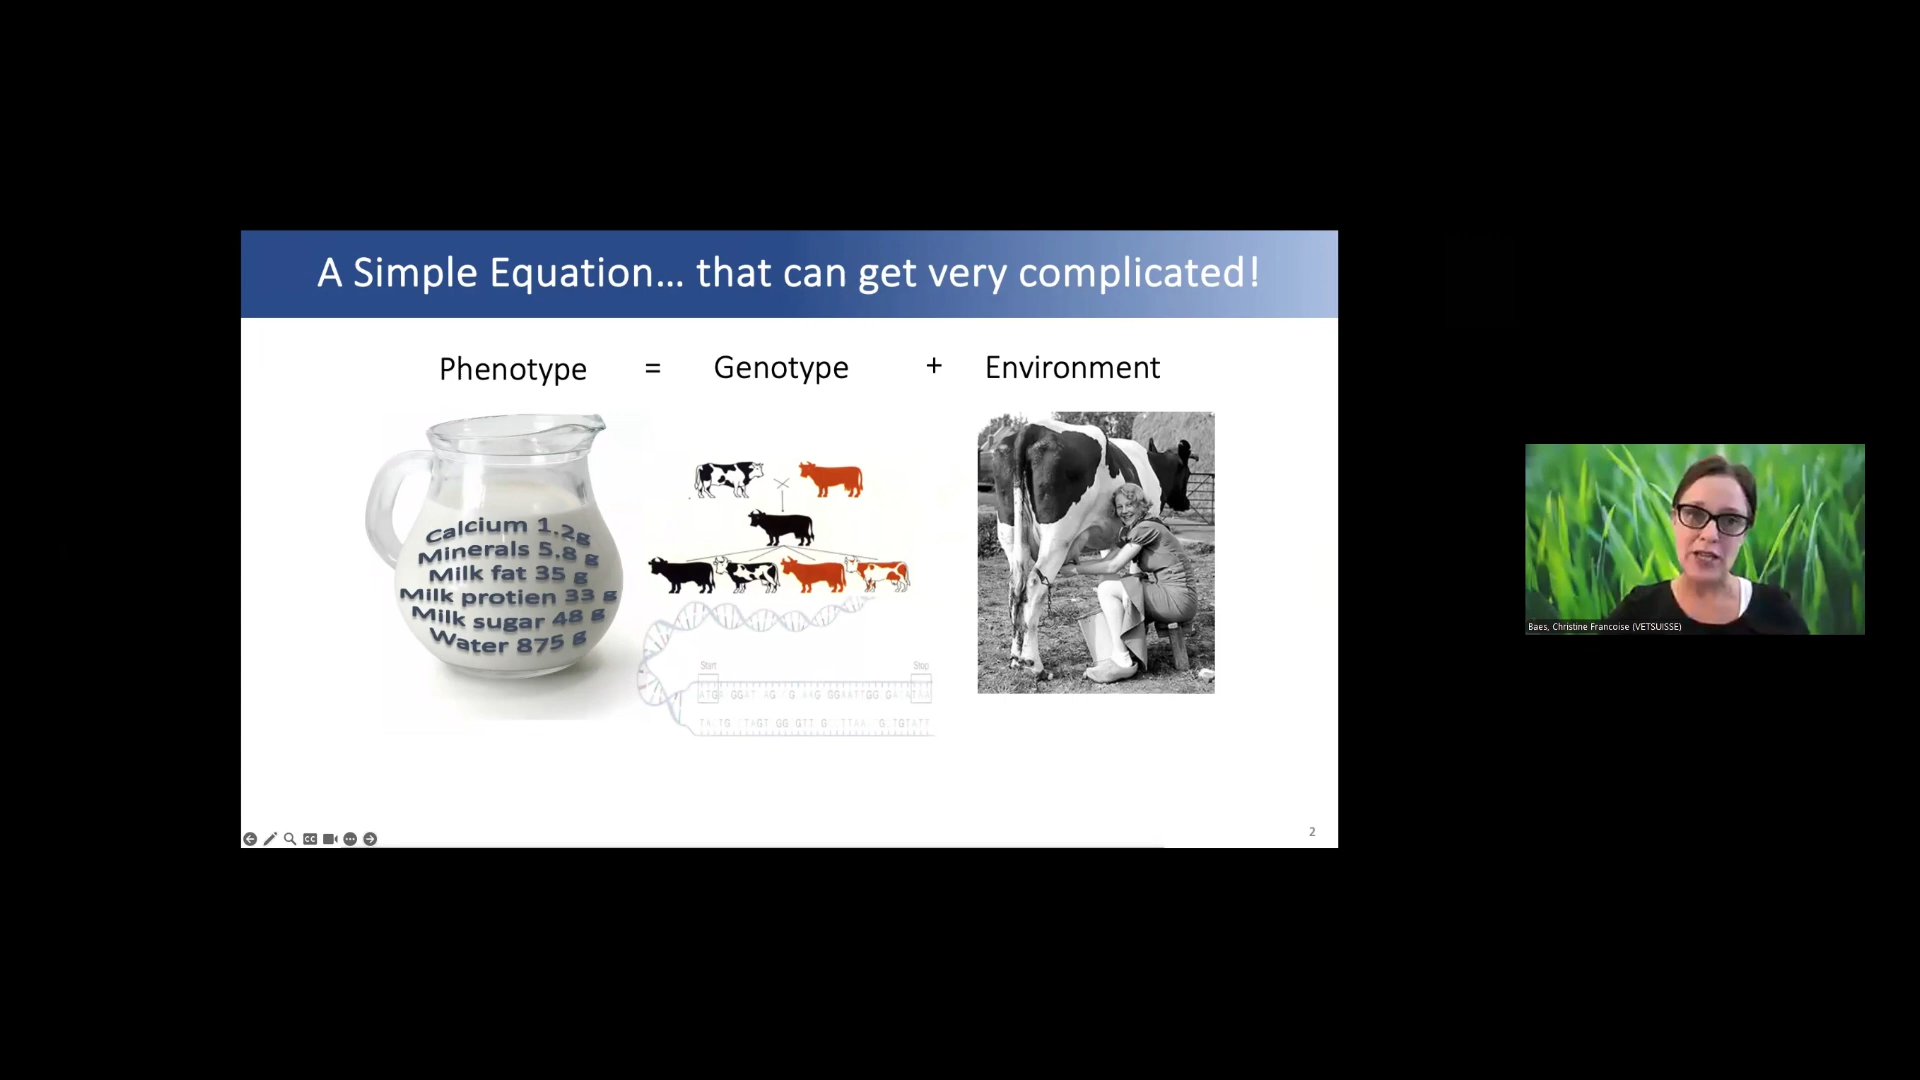 A Simple Equation... that can get very complicated!
Phenotype = Genotype + Environment
Calcium 1.2g
Minerals 5.8 g
Milk fat 35 g
Milk protien 33 g
Milk sugar 48 g
Water 875 g
Start Stop
2
Baes, Christine Francoise (VETSUISSE)